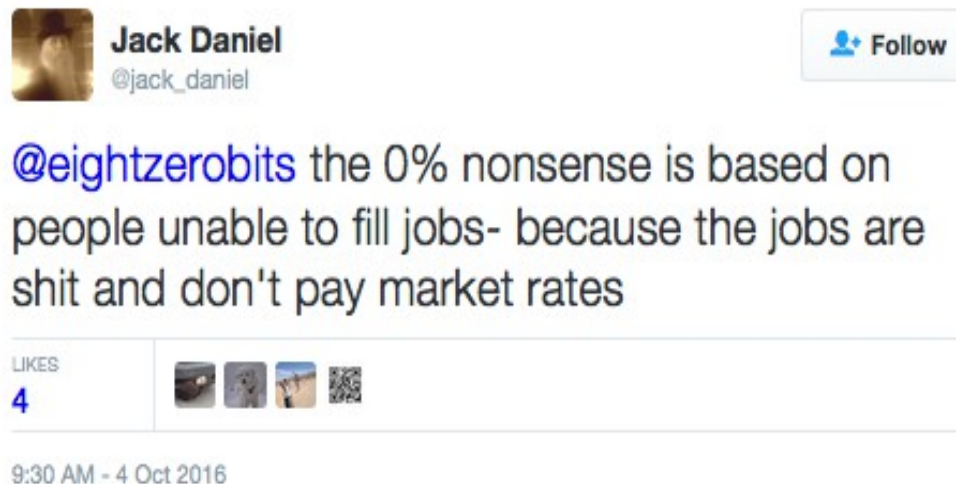 Jack Daniel
@jack_daniel
Follow
@eightzerobits the 0% nonsense is based on
people unable to fill jobs- because the jobs are
shit and don't pay market rates
LIKES
4
9:30 AM - 4 Oct 2016